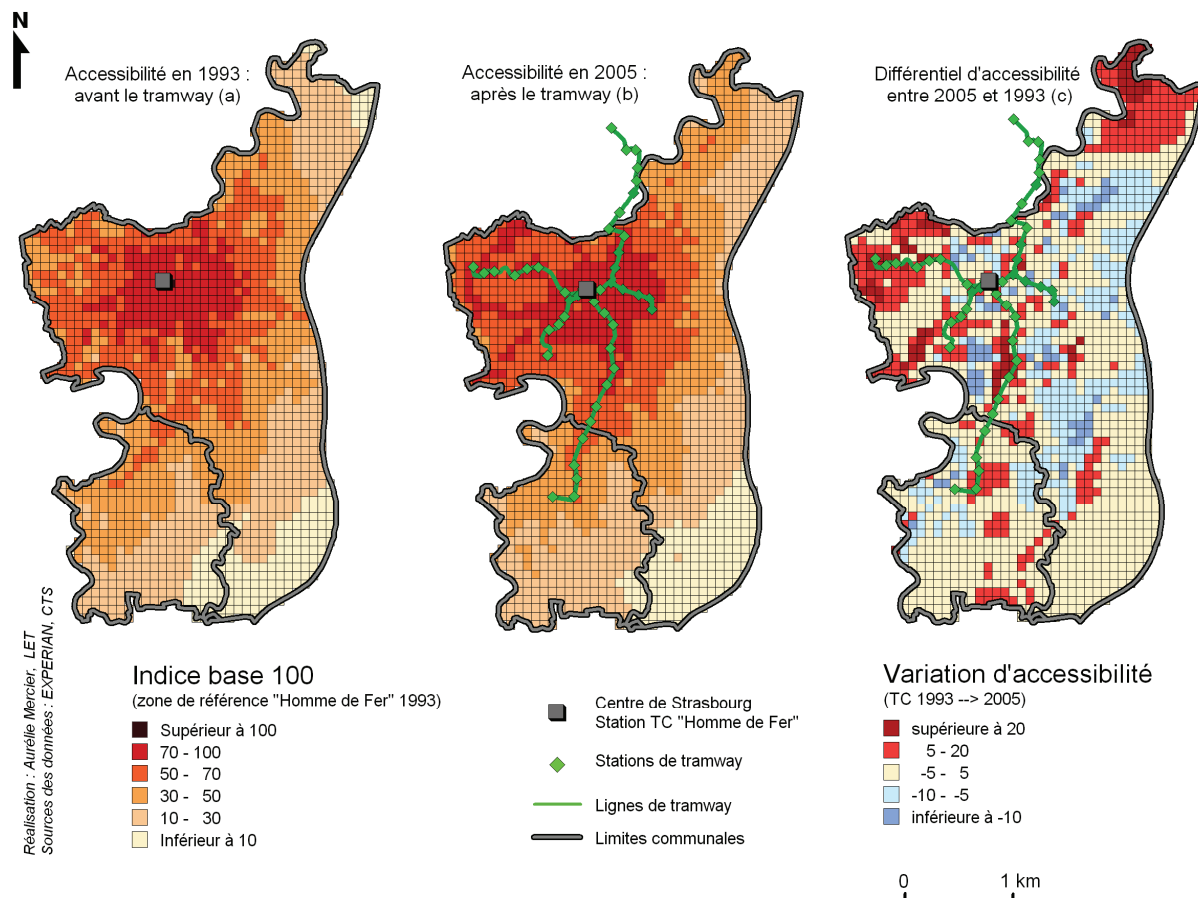 N
Accessibilité en 1993 :
avant le tramway (a)
Accessibilité en 2005 :
après le tramway (b)
Différentiel d'accessibilité
entre 2005 et 1993 (c)
Réalisation : Aurélie Mercier, LET
Sources des données : EXPERIAN, CTS
Indice base 100
(zone de référence "Homme de Fer" 1993)
Supérieur à 100
70 - 100
50 - 70
30 - 50
10 - 30
Inférieur à 10
Centre de Strasbourg
Station TC "Homme de Fer"
Stations de tramway
Lignes de tramway
Limites communales
Variation d'accessibilité
(TC 1993 --> 2005)
supérieure à 20
5 - 20
-5 - 5
-10 - -5
inférieure à -10
0 1 km